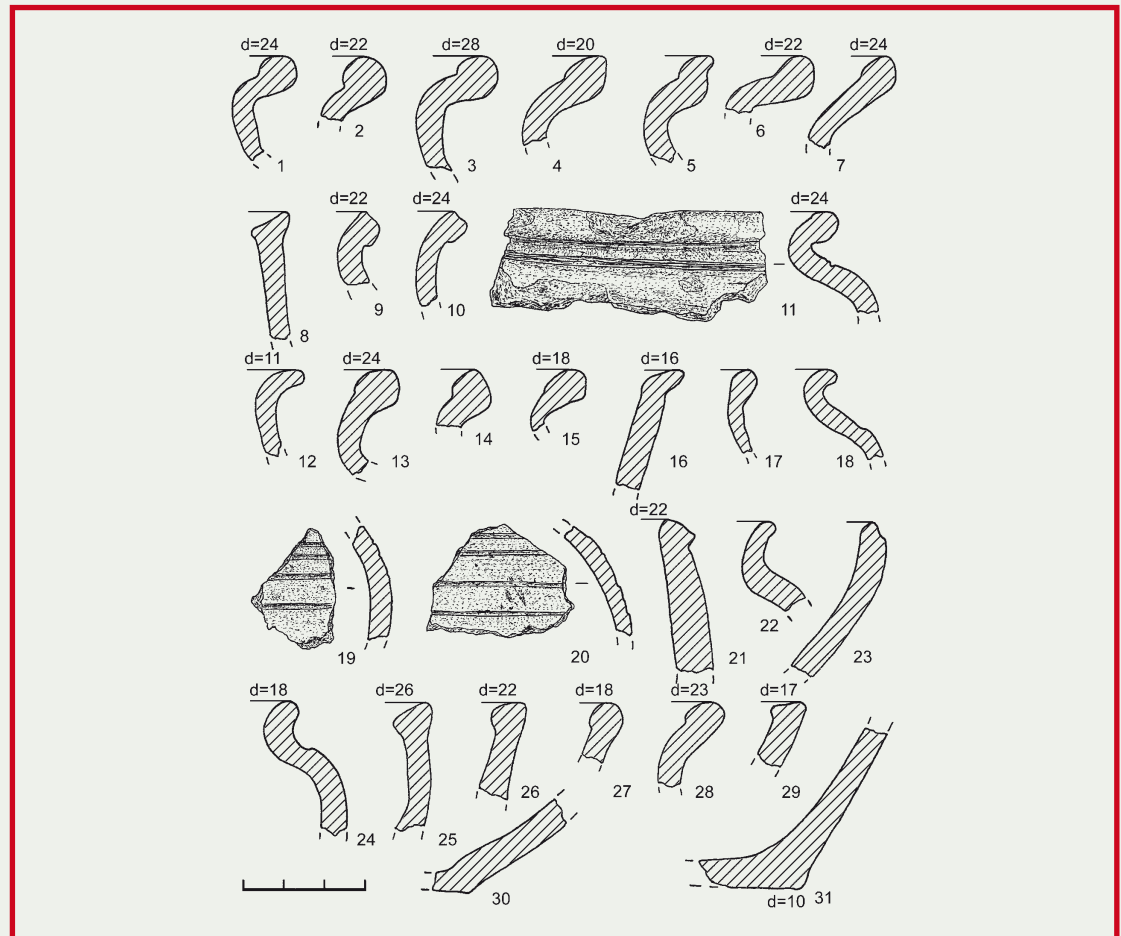 d=24 d=22 d=28 d=20 d=22 d=24
1 2 3 4 5 6 7
d=22 d=24 d=24
8 9 10 11
d=11 d=24 d=18 d=16
12 13 14 15 16 17 18
d=22
19 20 21 22 23
d=18 d=26 d=22 d=18 d=23 d=17
24 25 26 27 28 29
30 d=10 31